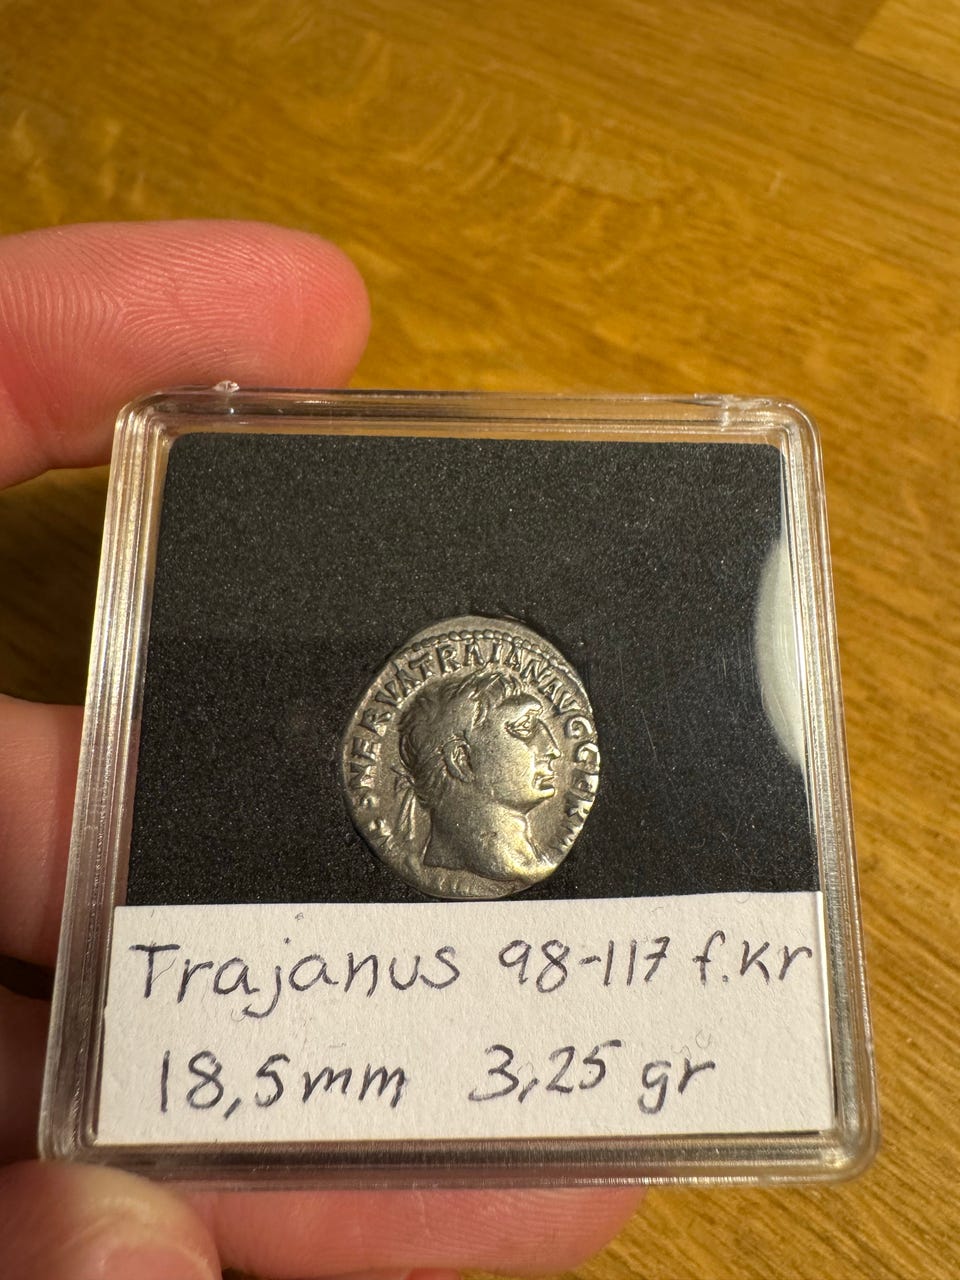 NERVA TRAIAN AVG GERM
Trajanus 98-117 f.Kr
18,5mm 3,25 gr